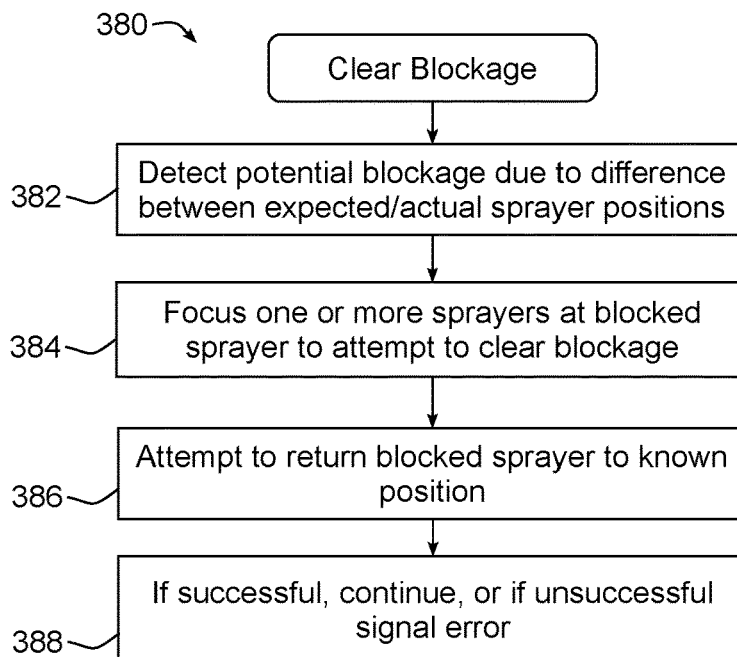 380
Clear Blockage
382
Detect potential blockage due to difference
between expected/actual sprayer positions
384
Focus one or more sprayers at blocked
sprayer to attempt to clear blockage
386
Attempt to return blocked sprayer to known
position
388
If successful, continue, or if unsuccessful
signal error